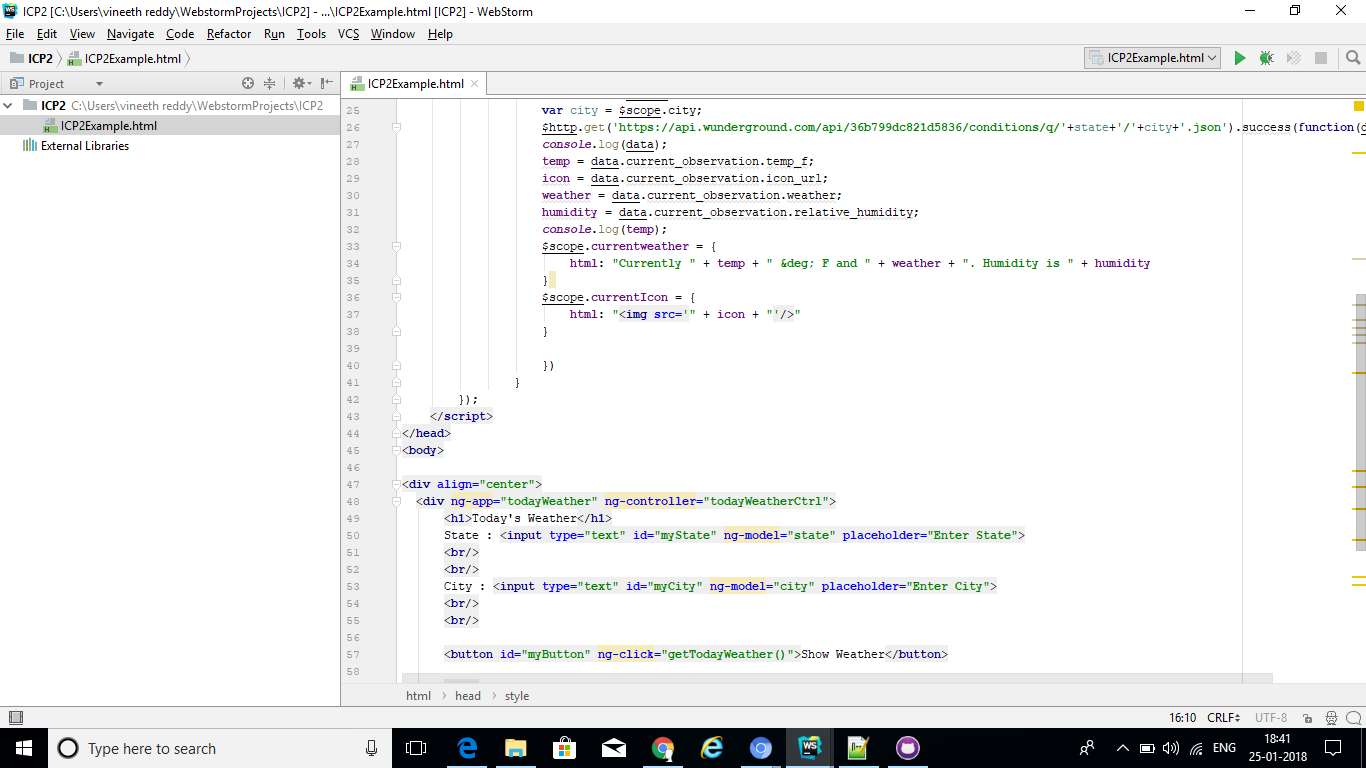 ICP2 [C:\Users\vineeth reddy\WebstormProjects\ICP2] - ...\ICP2Example.html [ICP2] - WebStorm
File Edit View Navigate Code Refactor Run Tools VCS Window Help
ICP2 ICP2Example.html ICP2Example.html
Project ICP2Example.html
ICP2 C:\Users\vineeth reddy\WebstormProjects\ICP2
ICP2Example.html
External Libraries
25 var city = $scope.city;
26 $http.get('https://api.wunderground.com/api/36b799dc821d5836/conditions/q/'+state+'/'+city+'.json').success(function(d
27 console.log(data);
28 temp = data.current_observation.temp_f;
29 icon = data.current_observation.icon_url;
30 weather = data.current_observation.weather;
31 humidity = data.current_observation.relative_humidity;
32 console.log(temp);
33 $scope.currentweather = {
34 html: "Currently " + temp + " &deg; F and " + weather + ". Humidity is " + humidity
35 }
36 $scope.currentIcon = {
37 html: "<img src='" + icon + "'/>"
38 }
39
40 })
41 }
42 });
43 </script>
44 </head>
45 <body>
46
47 <div align="center">
48 <div ng-app="todayWeather" ng-controller="todayWeatherCtrl">
49 <h1>Today's Weather</h1>
50 State : <input type="text" id="myState" ng-model="state" placeholder="Enter State">
51 <br/>
52 <br/>
53 City : <input type="text" id="myCity" ng-model="city" placeholder="Enter City">
54 <br/>
55 <br/>
56
57 <button id="myButton" ng-click="getTodayWeather()">Show Weather</button>
58
html head style
16:10 CRLF UTF-8
Type here to search
ENG
18:41
25-01-2018